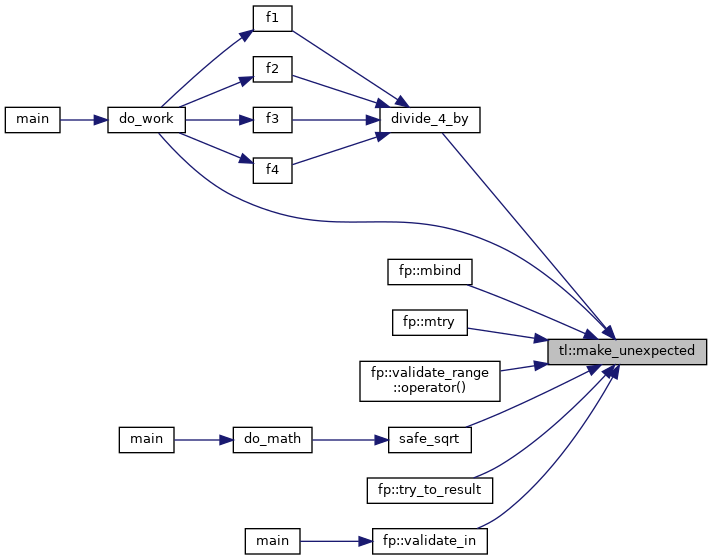 f1
f2
main
do_work
f3
divide_4_by
f4
fp::mbind
fp::mtry
tl::make_unexpected
fp::validate_range
::operator()
main
do_math
safe_sqrt
fp::try_to_result
main
fp::validate_in